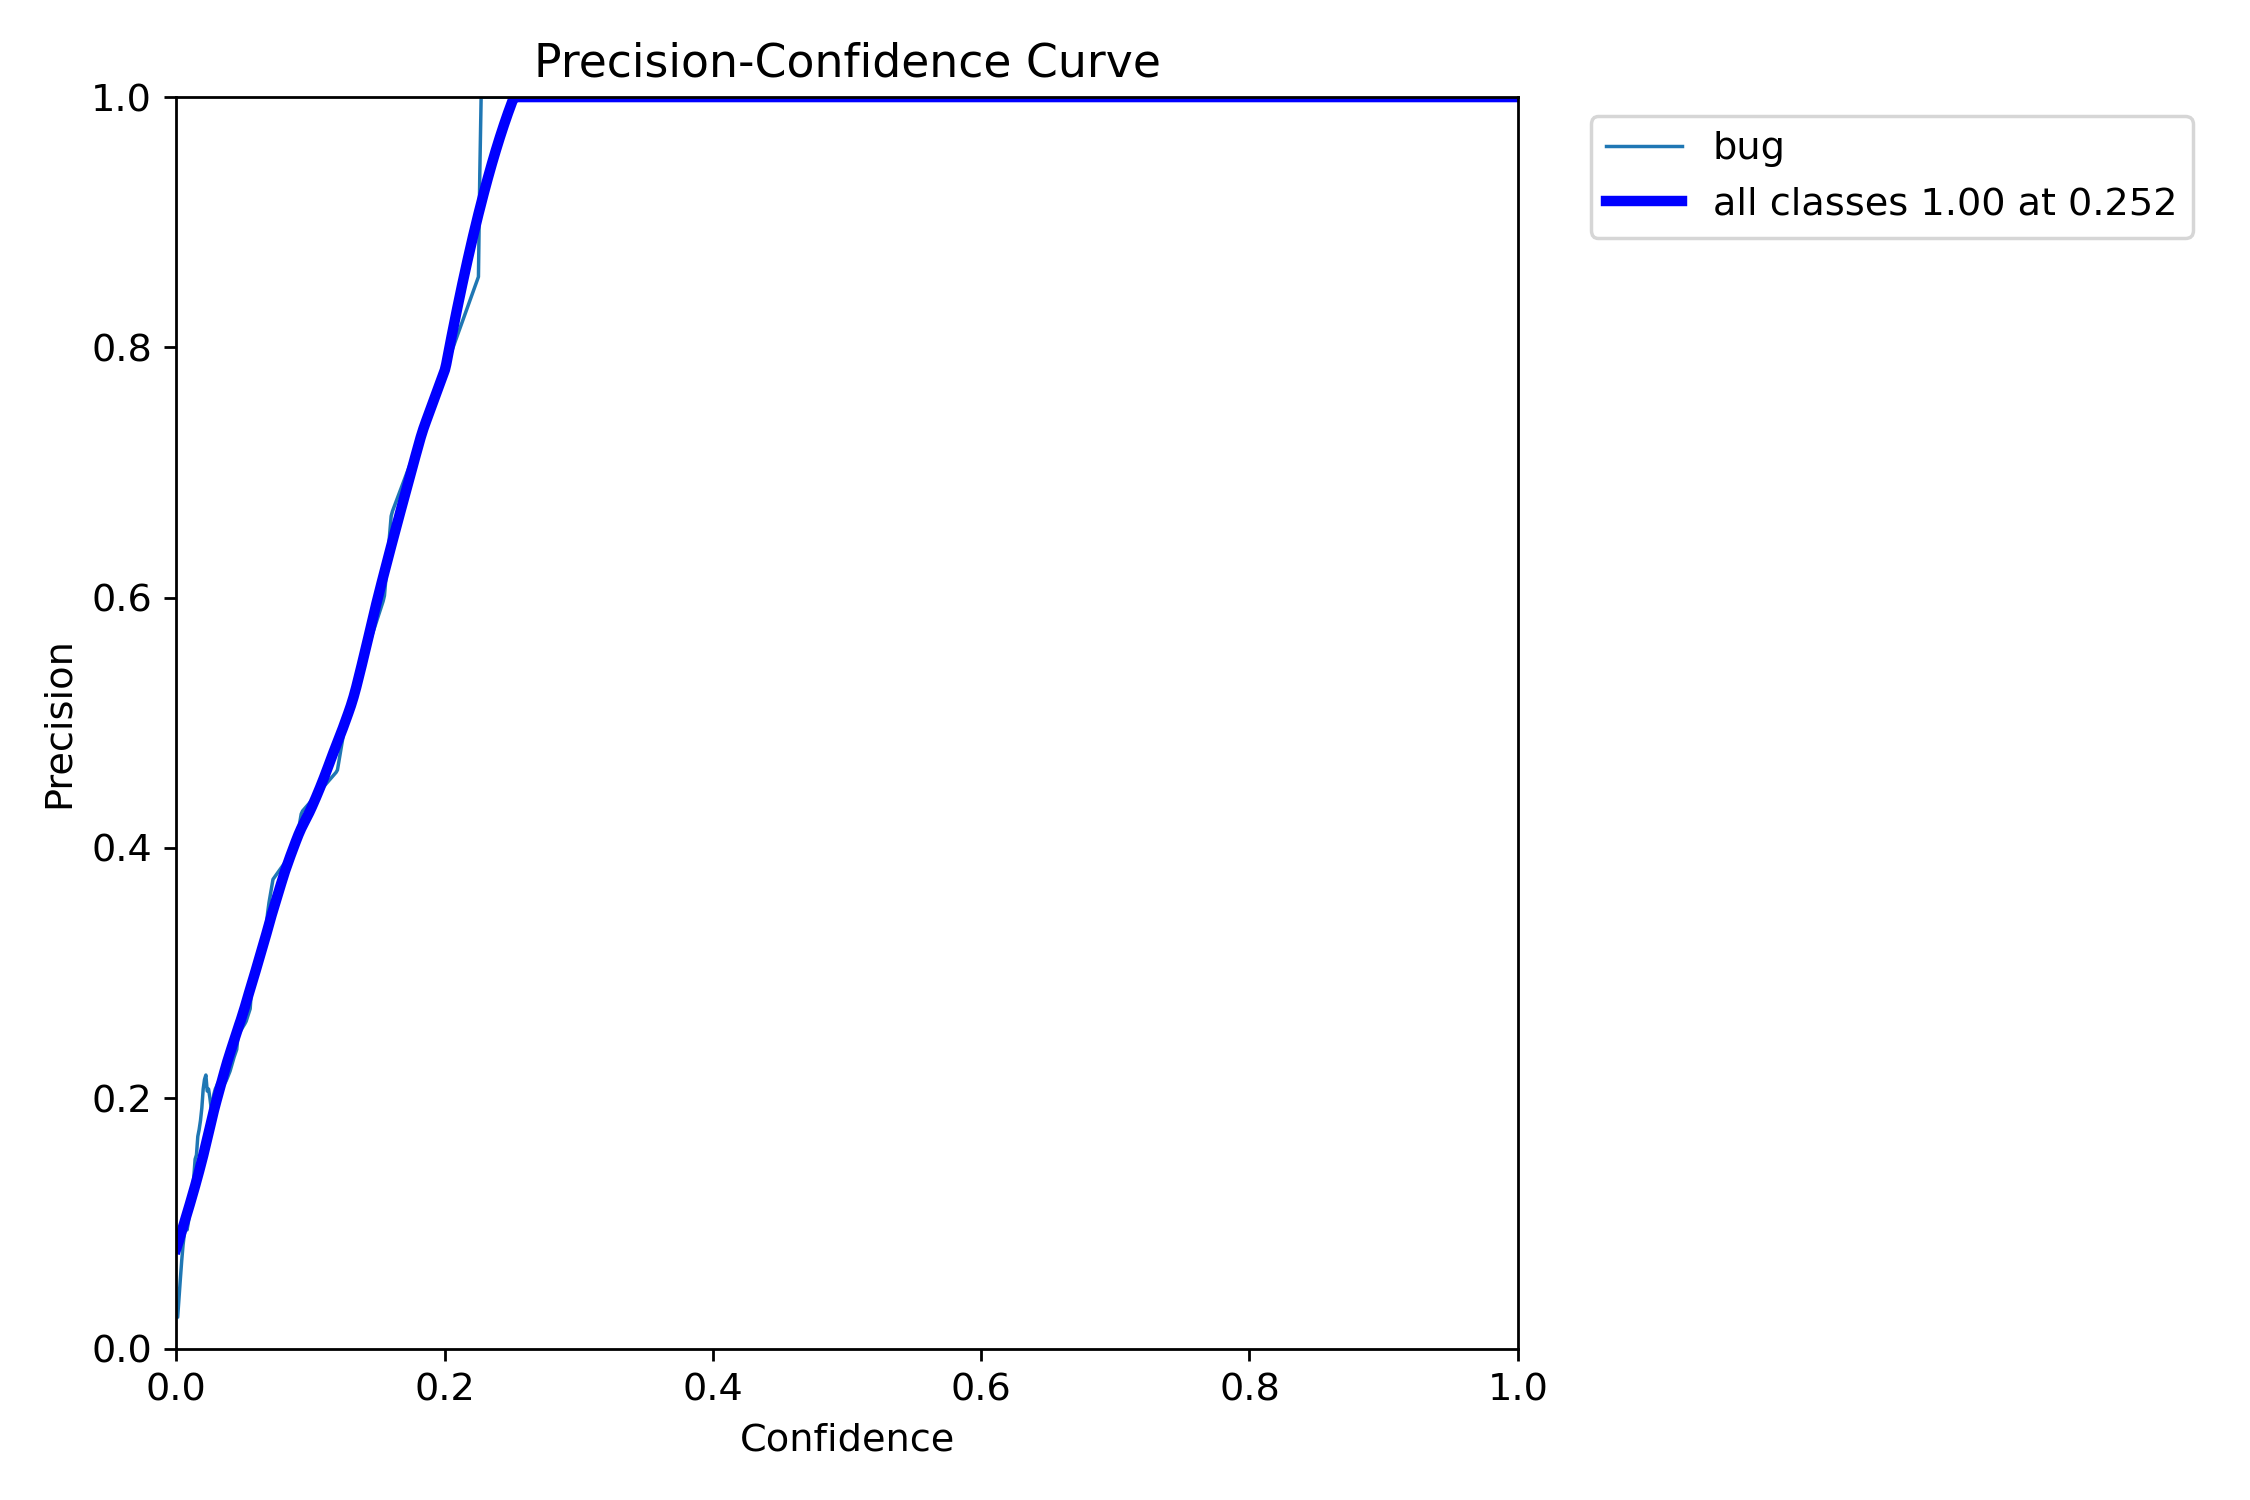 Precision-Confidence Curve
1.0
0.8
0.6
0.4
0.2
0.0
Precision
0.0 0.2 0.4 0.6 0.8 1.0
Confidence
bug
all classes 1.00 at 0.252